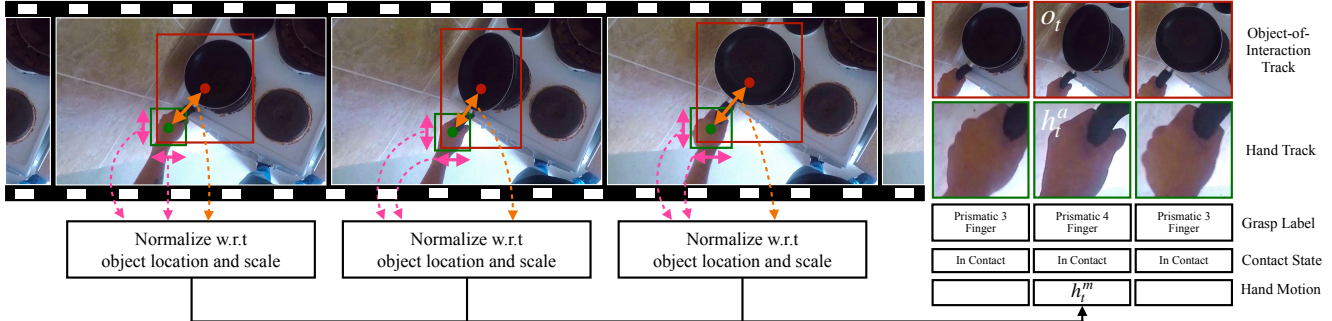 Normalize w.r.t
object location and scale
Normalize w.r.t
object location and scale
Normalize w.r.t
object location and scale
o_t
Object-of-
Interaction
Track
h_t^a
Hand Track
Prismatic 3
Finger
Prismatic 4
Finger
Prismatic 3
Finger
Grasp Label
In Contact
In Contact
In Contact
Contact State
h_t^m
Hand Motion